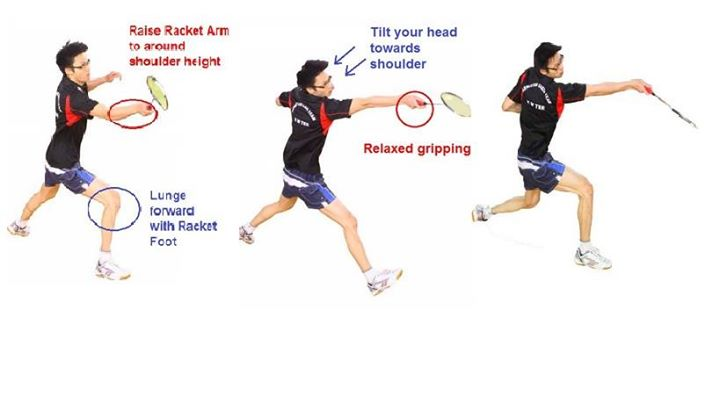 Raise Racket Arm
to around
shoulder height
Lunge
forward
with Racket
Foot
Tilt your head
towards
shoulder
Relaxed gripping